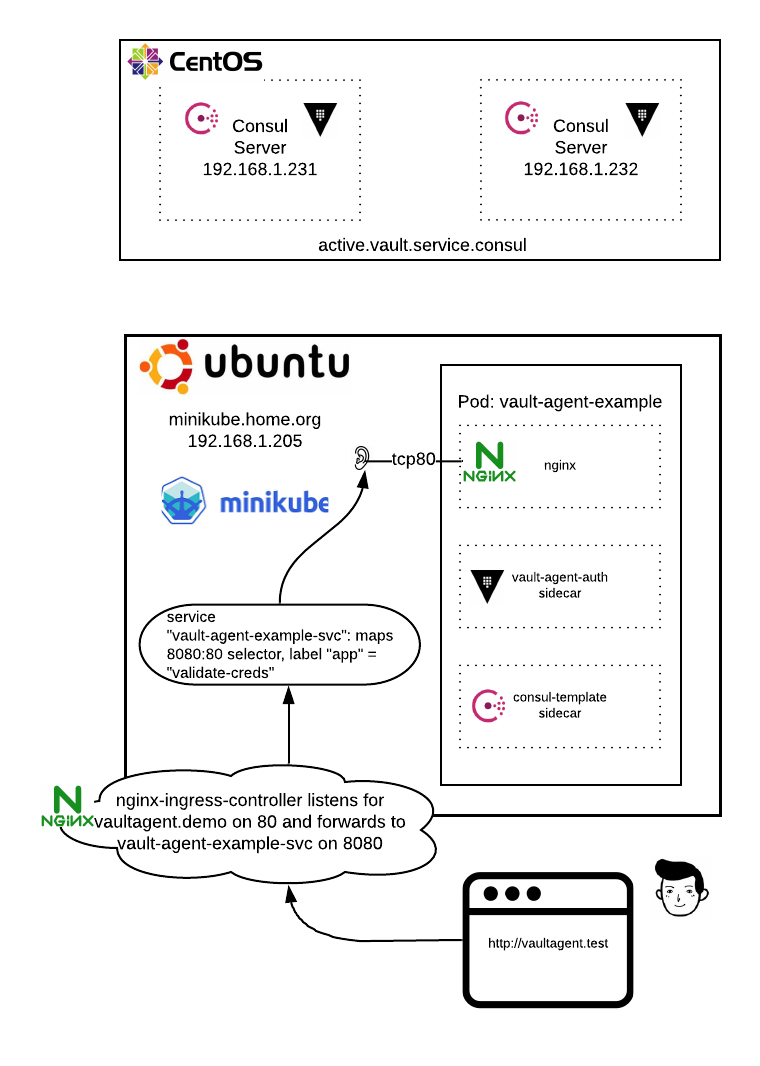 CentOS
Consul
Server
192.168.1.231
Consul
Server
192.168.1.232
active.vault.service.consul
ubuntu
minikube.home.org
192.168.1.205
minikube
Pod: vault-agent-example
tcp80
NGiNX
nginx
vault-agent-auth
sidecar
consul-template
sidecar
service
"vault-agent-example-svc": maps
8080:80 selector, label "app" =
"validate-creds"
NGiNX
nginx-ingress-controller listens for
vaultagent.demo on 80 and forwards to
vault-agent-example-svc on 8080
http://vaultagent.test